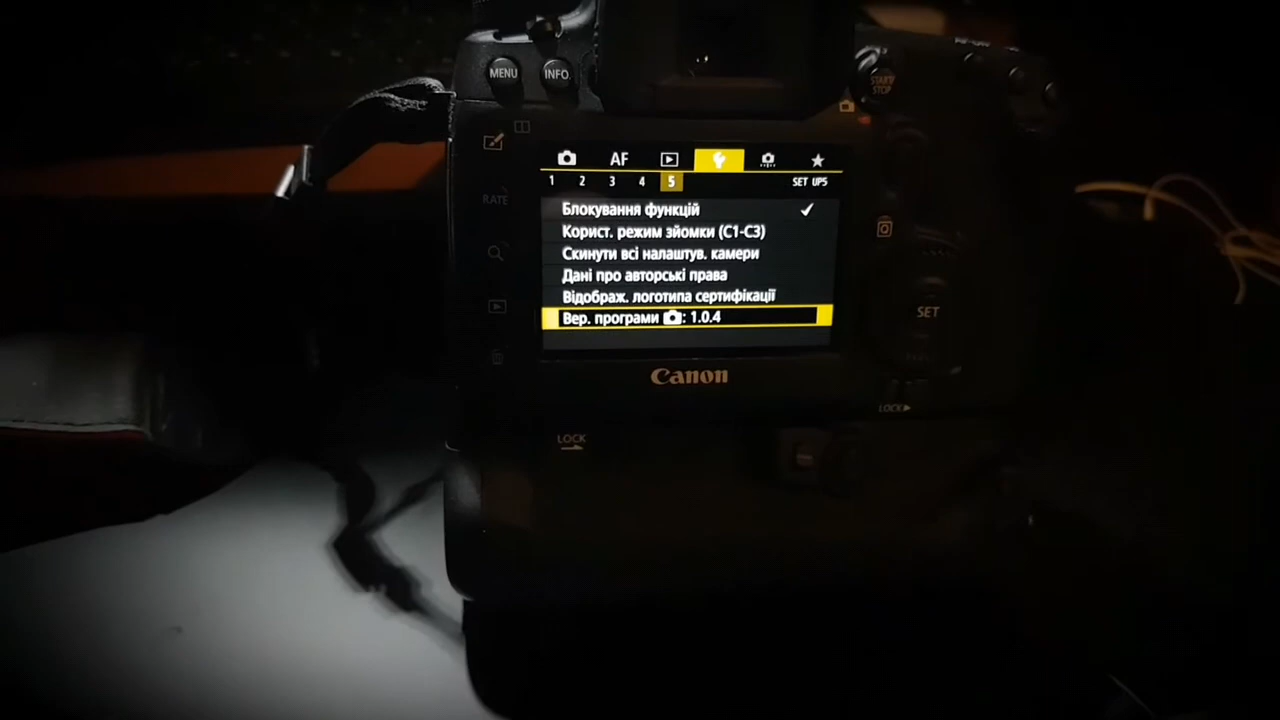 MENU
INFO.
START/
STOP
RATE
AF
1 2 3 4 5 SET UP5
Блокування функцій
Корист. режим зйомки (C1-C3)
Скинути всі налаштув. камери
Дані про авторські права
Відображ. логотипа сертифікації
Вер. програми : 1.0.4
Q
SET
Canon
LOCK
LOCK